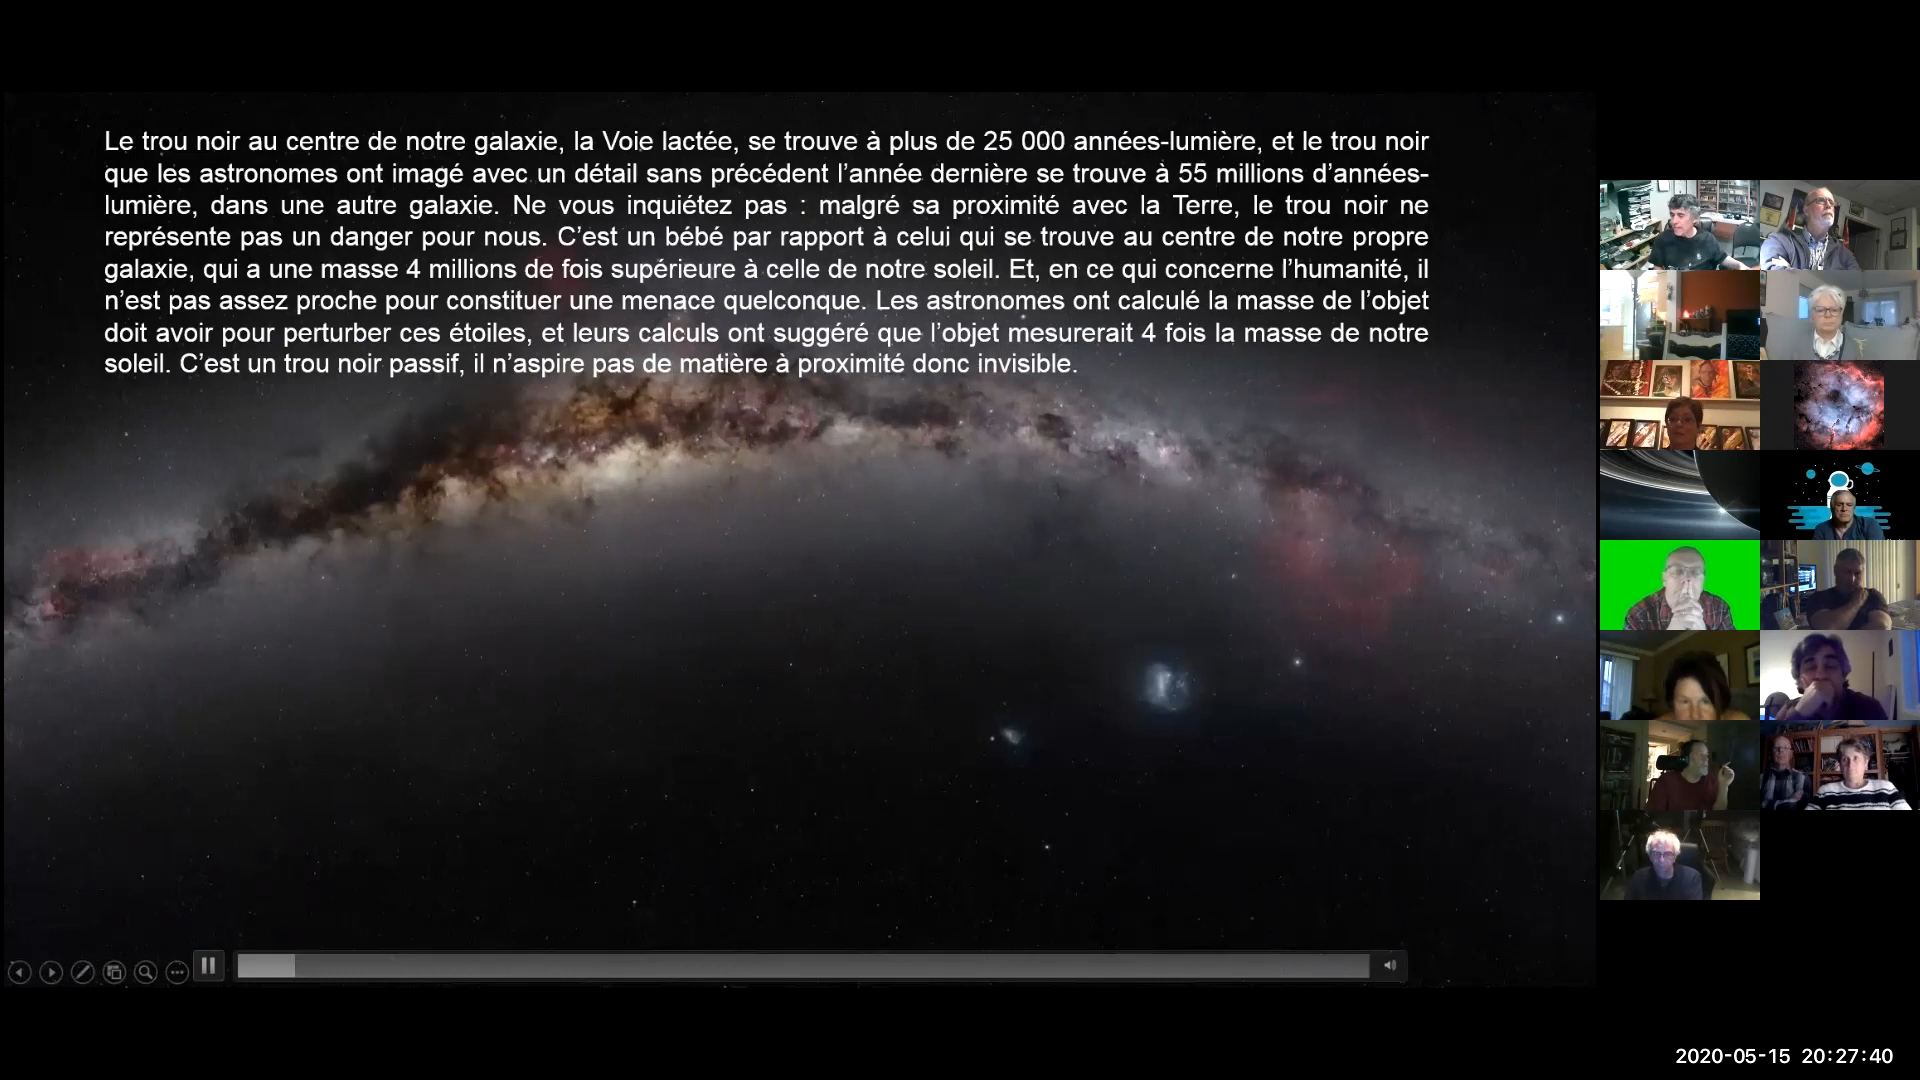 Le trou noir au centre de notre galaxie, la Voie lactée, se trouve à plus de 25 000 années-lumière, et le trou noir
que les astronomes ont imagé avec un détail sans précédent l’année dernière se trouve à 55 millions d’années-
lumière, dans une autre galaxie. Ne vous inquiétez pas : malgré sa proximité avec la Terre, le trou noir ne
représente pas un danger pour nous. C’est un bébé par rapport à celui qui se trouve au centre de notre propre
galaxie, qui a une masse 4 millions de fois supérieure à celle de notre soleil. Et, en ce qui concerne l’humanité, il
n’est pas assez proche pour constituer une menace quelconque. Les astronomes ont calculé la masse de l’objet
doit avoir pour perturber ces étoiles, et leurs calculs ont suggéré que l’objet mesurerait 4 fois la masse de notre
soleil. C’est un trou noir passif, il n’aspire pas de matière à proximité donc invisible.
2020-05-15 20:27:40